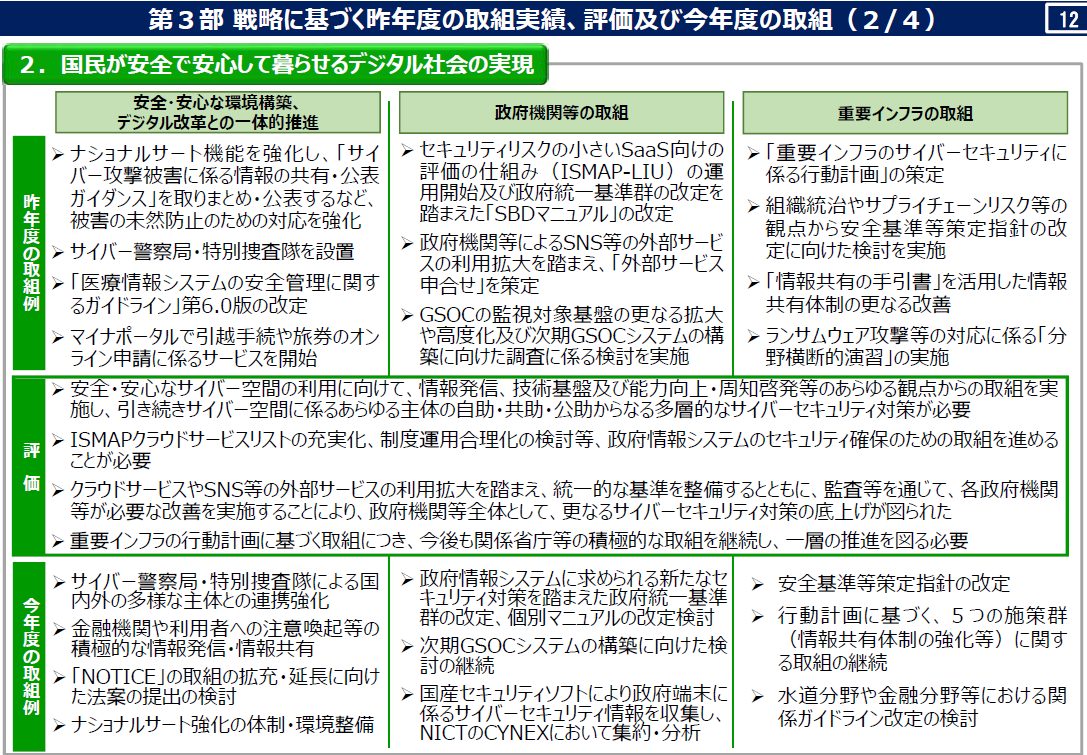 第３部 戦略に基づく昨年度の取組実績、評価及び今年度の取組（２/４）
12
２．国民が安全で安心して暮らせるデジタル社会の実現
安全・安心な環境構築、
デジタル改革との一体的推進
政府機関等の取組
重要インフラの取組
昨年度の取組例
➢ナショナルサート機能を強化し、「サイ
バー攻撃被害に係る情報の共有・公表
ガイダンス」を取りまとめ・公表するなど、
被害の未然防止のための対応を強化
➢サイバー警察局・特別捜査隊を設置
➢「医療情報システムの安全管理に関す
るガイドライン」第6.0版の改定
➢マイナポータルで引越手続や旅券のオン
ライン申請に係るサービスを開始
➢セキュリティリスクの小さいSaaS向けの
評価の仕組み（ISMAP-LIU）の運
用開始及び政府統一基準群の改定を
踏まえた「SBDマニュアル」の改定
➢政府機関等によるSNS等の外部サービ
スの利用拡大を踏まえ、「外部サービス
申合せ」を策定
➢GSOCの監視対象基盤の更なる拡大
や高度化及び次期GSOCシステムの構
築に向けた調査に係る検討を実施
➢「重要インフラのサイバーセキュリティに
係る行動計画」の策定
➢組織統治やサプライチェーンリスク等の
観点から安全基準等策定指針の改
定に向けた検討を実施
➢「情報共有の手引書」を活用した情報
共有体制の更なる改善
➢ランサムウェア攻撃等の対応に係る「分
野横断的演習」の実施
評価
➢安全・安心なサイバー空間の利用に向けて、情報発信、技術基盤及び能力向上・周知啓発等のあらゆる観点からの取組を実
施し、引き続きサイバー空間に係るあらゆる主体の自助・共助・公助からなる多層的なサイバーセキュリティ対策が必要
➢ISMAPクラウドサービスリストの充実化、制度運用合理化の検討等、政府情報システムのセキュリティ確保のための取組を進める
ことが必要
➢クラウドサービスやSNS等の外部サービスの利用拡大を踏まえ、統一的な基準を整備するとともに、監査等を通じて、各政府機関
等が必要な改善を実施することにより、政府機関等全体として、更なるサイバーセキュリティ対策の底上げが図られた
➢重要インフラの行動計画に基づく取組につき、今後も関係省庁等の積極的な取組を継続し、一層の推進を図る必要
今年度の取組例
➢サイバー警察局・特別捜査隊による国
内外の多様な主体との連携強化
➢金融機関や利用者への注意喚起等の
積極的な情報発信・情報共有
➢「NOTICE」の取組の拡充・延長に向け
た法案の提出の検討
➢ナショナルサート強化の体制・環境整備
➢政府情報システムに求められる新たなセ
キュリティ対策を踏まえた政府統一基準
群の改定、個別マニュアルの改定検討
➢次期GSOCシステムの構築に向けた検
討の継続
➢国産セキュリティソフトにより政府端末に
係るサイバーセキュリティ情報を収集し、
NICTのCYNEXにおいて集約・分析
➢ 安全基準等策定指針の改定
➢ 行動計画に基づく、５つの施策群
（情報共有体制の強化等）に関す
る取組の継続
➢ 水道分野や金融分野等における関
係ガイドライン改定の検討